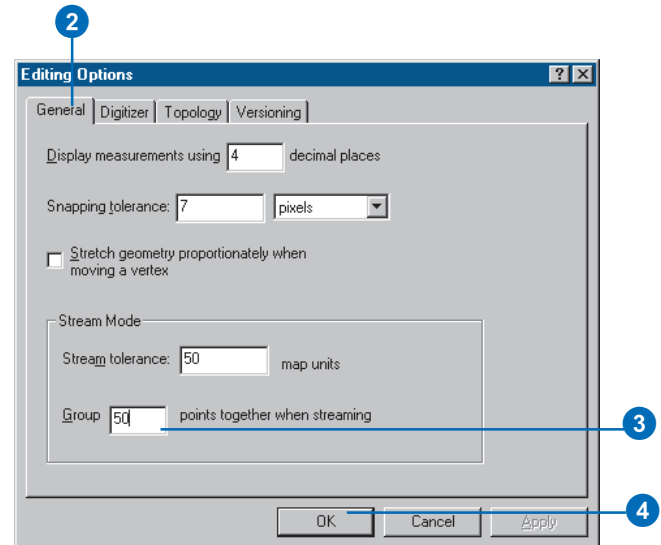 2
Editing Options
General Digitizer Topology Versioning
Display measurements using 4 decimal places
Snapping tolerance: 7 pixels
Stretch geometry proportionately when
moving a vertex
Stream Mode
Stream tolerance: 50 map units
Group 50 points together when streaming
3
OK Cancel Apply
4